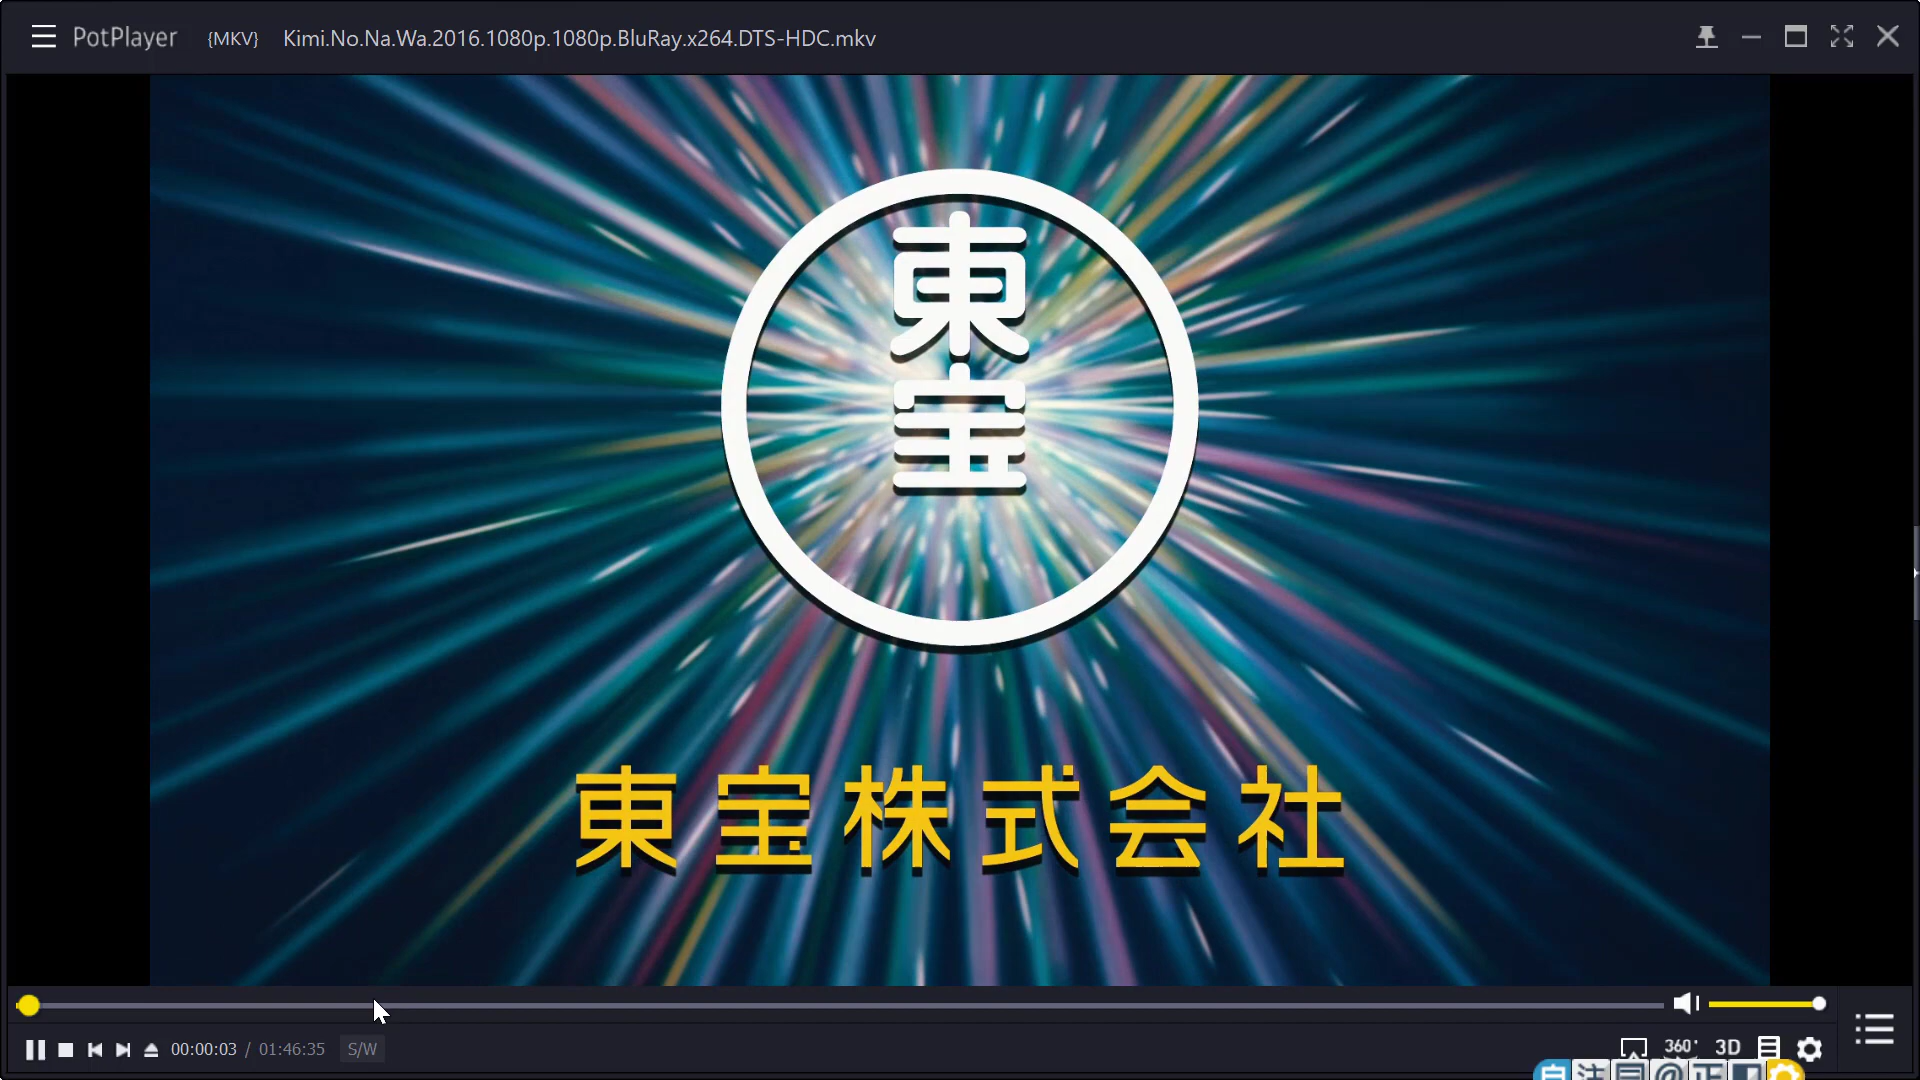 PotPlayer {MKV} Kimi.No.Na.Wa.2016.1080p.1080p.BluRay.x264.DTS-HDC.mkv
東
宝
東宝株式会社
00:00:03 / 01:46:35 S/W
360° 3D